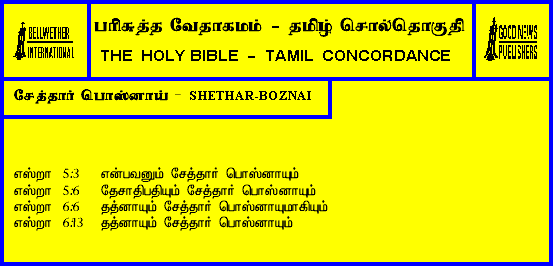 BELLWETHER
INTERNATIONAL
பரிசுத்த வேதாகமம் - தமிழ் சொல்தொகுதி
THE HOLY BIBLE - TAMIL CONCORDANCE
GOOD NEWS
PUBLISHERS
சேத்தார் பொஸ்னாய் - SHETHAR-BOZNAI
எஸ்றா 5:3 என்பவனும் சேத்தார் பொஸ்னாயும்
எஸ்றா 5:6 தேசாதிபதியும் சேத்தார் பொஸ்னாயும்
எஸ்றா 6:6 தத்னாயும் சேத்தார் பொஸ்னாயுமாகியும்
எஸ்றா 6:13 தத்னாயும் சேத்தார் பொஸ்னாயும்